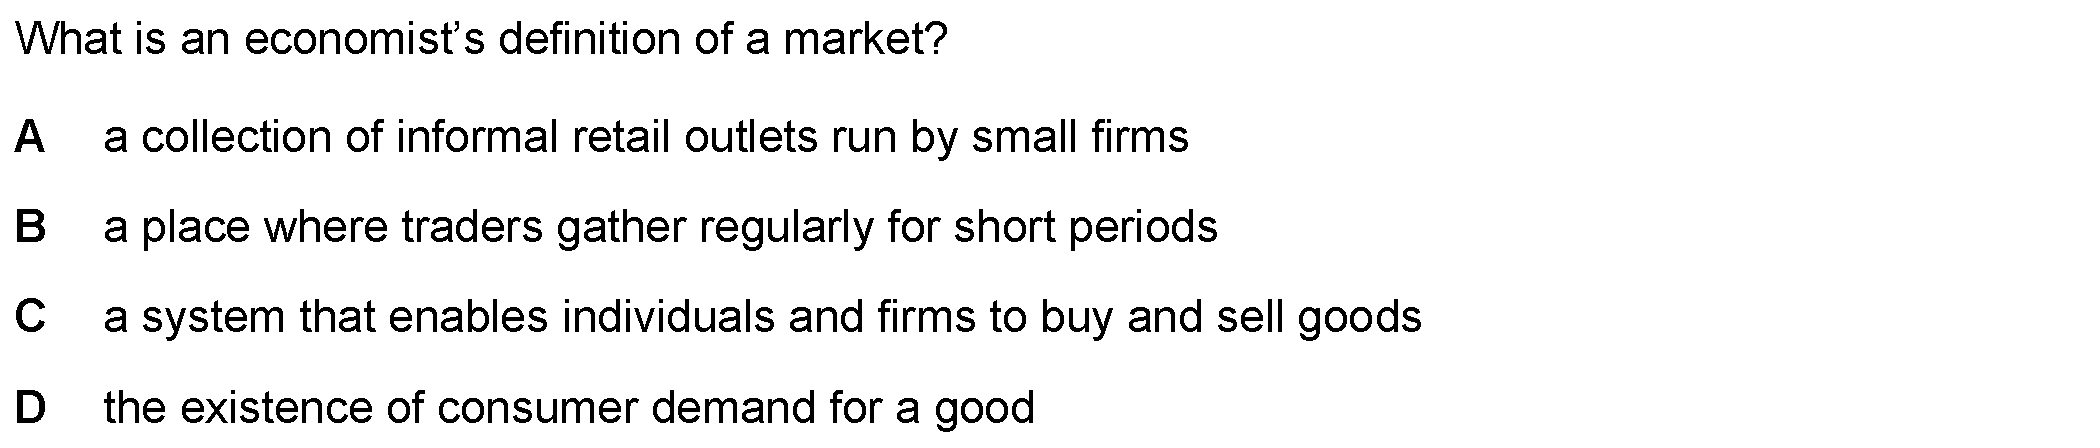 What is an economist’s definition of a market?
A a collection of informal retail outlets run by small firms
B a place where traders gather regularly for short periods
C a system that enables individuals and firms to buy and sell goods
D the existence of consumer demand for a good